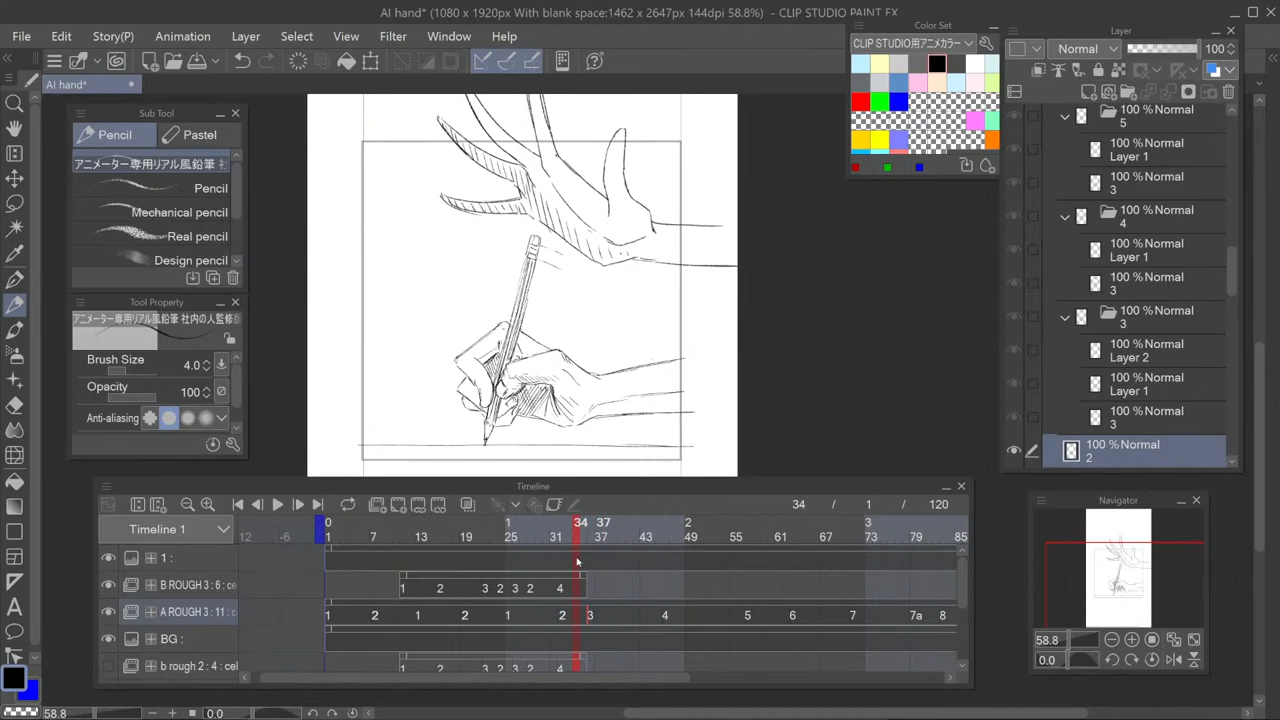 AI hand* (1080 x 1920px With blank space:1462 x 2647px 144dpi 58.8%) - CLIP STUDIO PAINT EX
File Edit Story(P) Animation Layer Select View Filter Window Help
AI hand*
Sub Tool
Pencil Pastel
アニメーター専用リアル風鉛筆 社
Pencil
Mechanical pencil
Real pencil
Design pencil
Tool Property
アニメーター専用リアル風鉛筆 社内の人監修
Brush Size 4.0
Opacity 100
Anti-aliasing
Color Set
CLIP STUDIO用アニメカラー
Layer
Normal 100
100 % Normal
5
100 % Normal
Layer 1
100 % Normal
3
100 % Normal
4
100 % Normal
Layer 1
100 % Normal
3
100 % Normal
3
100 % Normal
Layer 2
100 % Normal
Layer 1
100 % Normal
3
100 % Normal
2
Timeline
34 / 1 / 120
Timeline 1
0 1 34 37 2 3
12 -6 1 7 13 19 25 31 37 43 49 55 61 67 73 79 85
1 :
B ROUGH 3 : 6 : ce 1 2 3 2 3 2 4
A ROUGH 3 : 11 : c 1 2 1 2 1 2 3 4 5 6 7 7a 8
BG :
b rough 2 : 4 : cel 1 2 3 2 3 2 4
Navigator
58.8
0.0
58.8 0.0